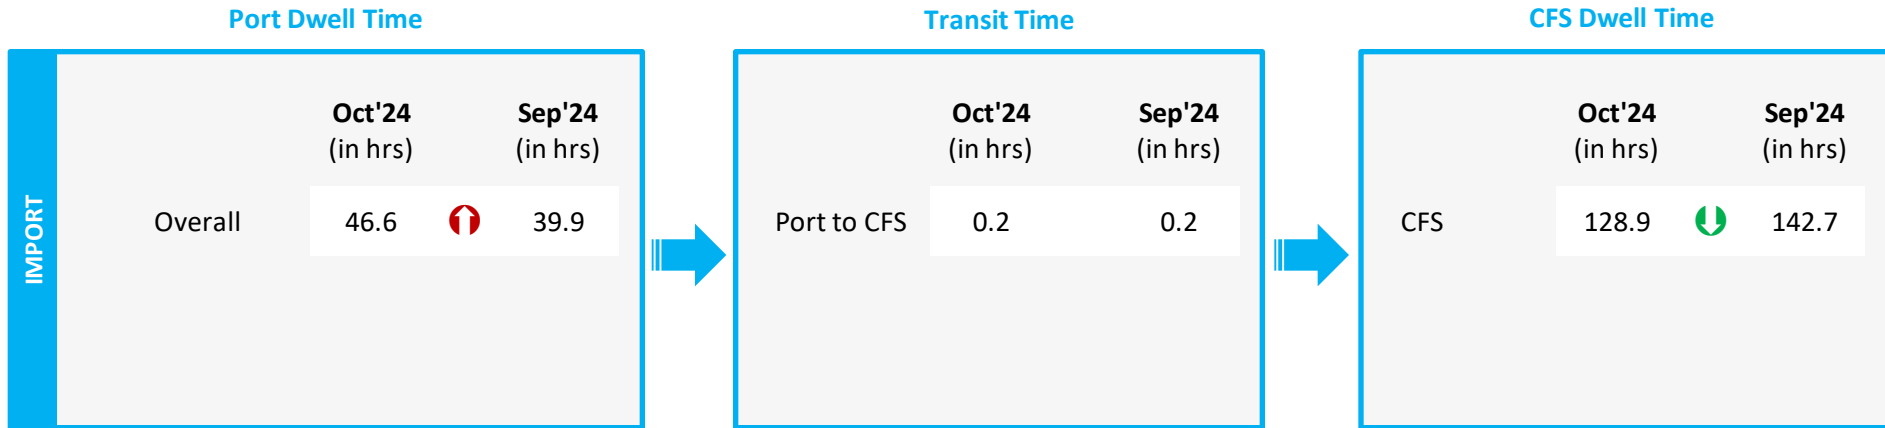 Port Dwell Time
Transit Time
CFS Dwell Time
IMPORT
Oct'24 Sep'24
(in hrs) (in hrs)
Overall 46.6 39.9
Oct'24 Sep'24
(in hrs) (in hrs)
Port to CFS 0.2 0.2
Oct'24 Sep'24
(in hrs) (in hrs)
CFS 128.9 142.7